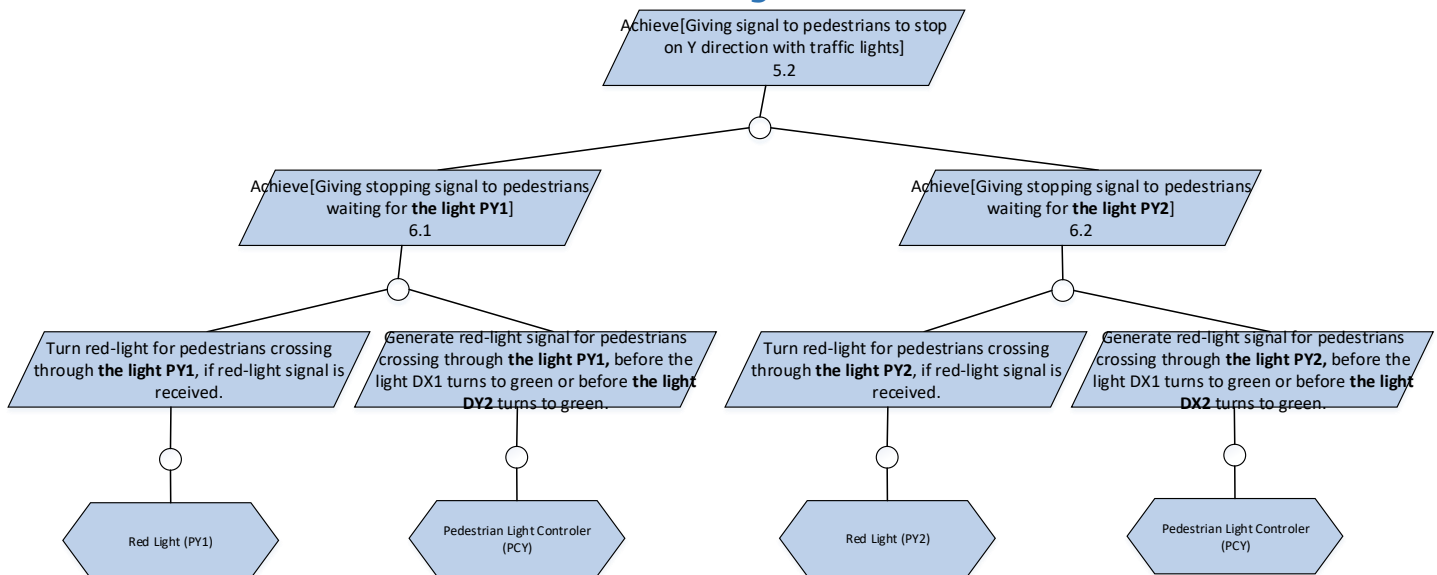 Achieve[Giving signal to pedestrians to stop
on Y direction with traffic lights]
5.2
Achieve[Giving stopping signal to pedestrians
waiting for the light PY1]
6.1
Achieve[Giving stopping signal to pedestrians
waiting for the light PY2]
6.2
Turn red-light for pedestrians crossing
through the light PY1, if red-light signal is
received.
Generate red-light signal for pedestrians
crossing through the light PY1, before the
light DX1 turns to green or before the light
DY2 turns to green.
Turn red-light for pedestrians crossing
through the light PY2, if red-light signal is
received.
Generate red-light signal for pedestrians
crossing through the light PY2, before the
light DX1 turns to green or before the light
DX2 turns to green.
Red Light (PY1)
Pedestrian Light Controler
(PCY)
Red Light (PY2)
Pedestrian Light Controler
(PCY)